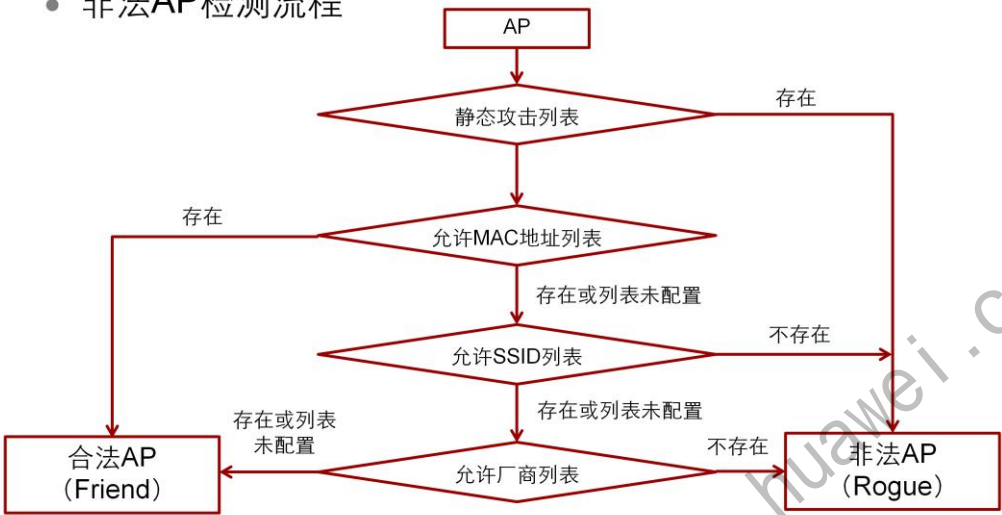 • 非法AP检测流程
AP
静态攻击列表
存在
存在
允许MAC地址列表
存在或列表未配置
允许SSID列表
不存在
存在或列表未配置
存在或列表
未配置
允许厂商列表
不存在
合法AP
（Friend）
非法AP
（Rogue）
huawei.c